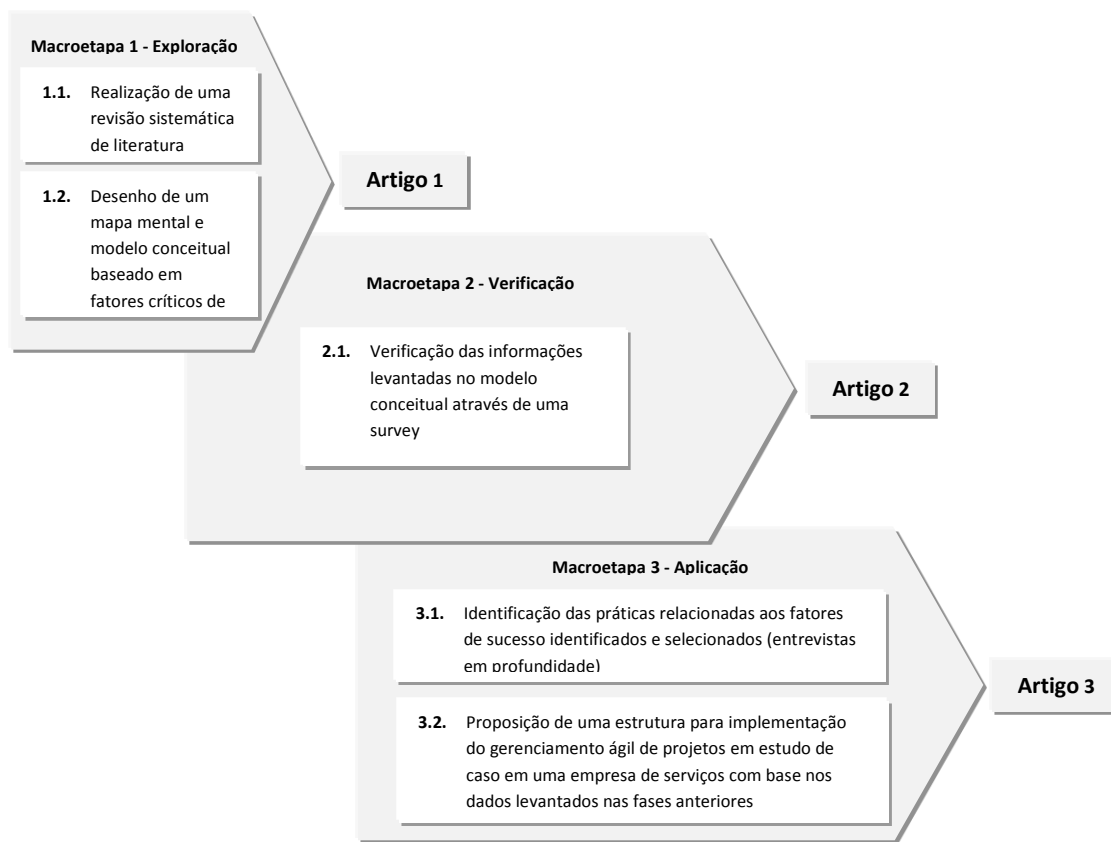 Macroetapa 1 - Exploração
1.1. Realização de uma
revisão sistemática
de literatura
1.2. Desenho de um
mapa mental e
modelo conceitual
baseado em
fatores críticos de
Artigo 1
Macroetapa 2 - Verificação
2.1. Verificação das informações
levantadas no modelo
conceitual através de uma
survey
Artigo 2
Macroetapa 3 - Aplicação
3.1. Identificação das práticas relacionadas aos fatores
de sucesso identificados e selecionados (entrevistas
em profundidade)
3.2. Proposição de uma estrutura para implementação
do gerenciamento ágil de projetos em estudo de
caso em uma empresa de serviços com base nos
dados levantados nas fases anteriores
Artigo 3